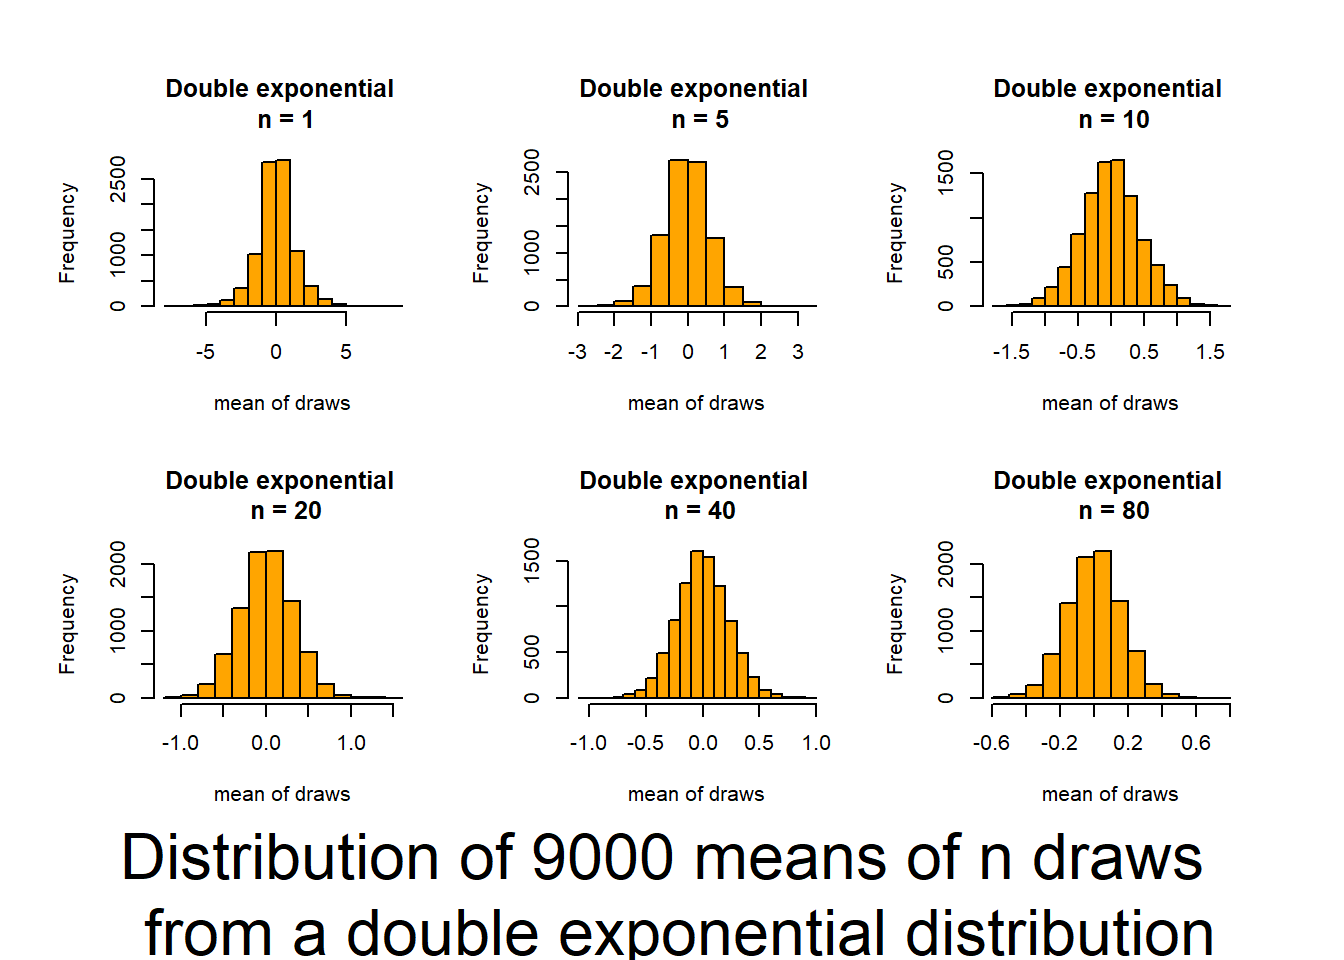 Double exponential
n = 1
Frequency
0 1000 2500
-5 0 5
mean of draws
Double exponential
n = 5
Frequency
0 1000 2500
-3 -2 -1 0 1 2 3
mean of draws
Double exponential
n = 10
Frequency
0 500 1500
-1.5 -0.5 0.5 1.5
mean of draws
Double exponential
n = 20
Frequency
0 1000 2000
-1.0 0.0 1.0
mean of draws
Double exponential
n = 40
Frequency
0 500 1500
-1.0 -0.5 0.0 0.5 1.0
mean of draws
Double exponential
n = 80
Frequency
0 1000 2000
-0.6 -0.2 0.2 0.6
mean of draws
Distribution of 9000 means of n draws
from a double exponential distribution